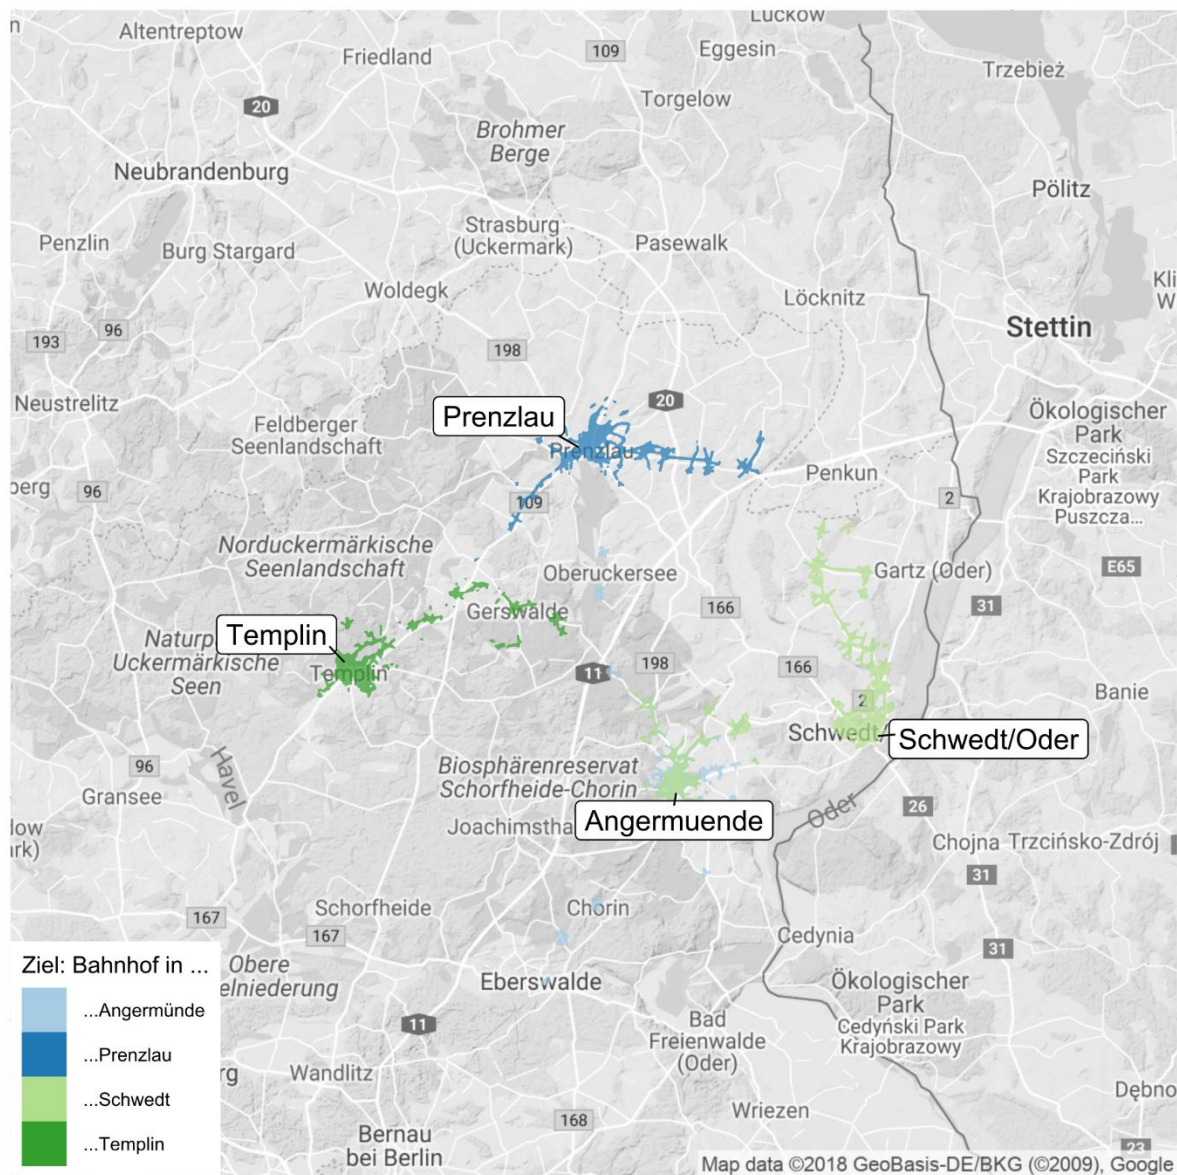 Luckow
Altentreptow
Friedland
109
Eggesin
Trzebież
20
Torgelow
Brohmer
Berge
Neubrandenburg
Pölitz
Penzlin
Burg Stargard
Strasburg
(Uckermark)
Pasewalk
Woldegk
Löcknitz
Kli
W
193
96
198
Stettin
Neustrelitz
20
Feldberger
Seenlandschaft
Prenzlau
Prenzlau
Ökologischer
Park
Szczeciński
Park
Krajobrazowy
Puszcza...
Penkun
berg
96
109
2
Norduckermärkische
Seenlandschaft
Oberuckersee
Gartz (Oder)
E65
31
Gerswalde
166
Templin
Naturp
Uckermärkische
Seen
Templin
11
198
166
2
Banie
Schwedt
Schwedt/Oder
96
Havel
Gransee
Biosphärenreservat
Schorfheide-Chorin
Angermuende
Oder
26
Joachimstha
Chojna
Trzcińsko-Zdrój
31
low
ark)
167
Schorfheide
167
Chorin
Cedynia
31
Obere
elniederung
Eberswalde
Ökologischer
Park
Cedyński Park
Krajobrazowy
11
Bad
Freienwalde
(Oder)
rg
Wandlitz
Dębno
Wriezen
168
Bernau
bei Berlin
23
Ziel: Bahnhof in ...
...Angermünde
...Prenzlau
...Schwedt
...Templin
Map data ©2018 GeoBasis-DE/BKG (©2009), Google